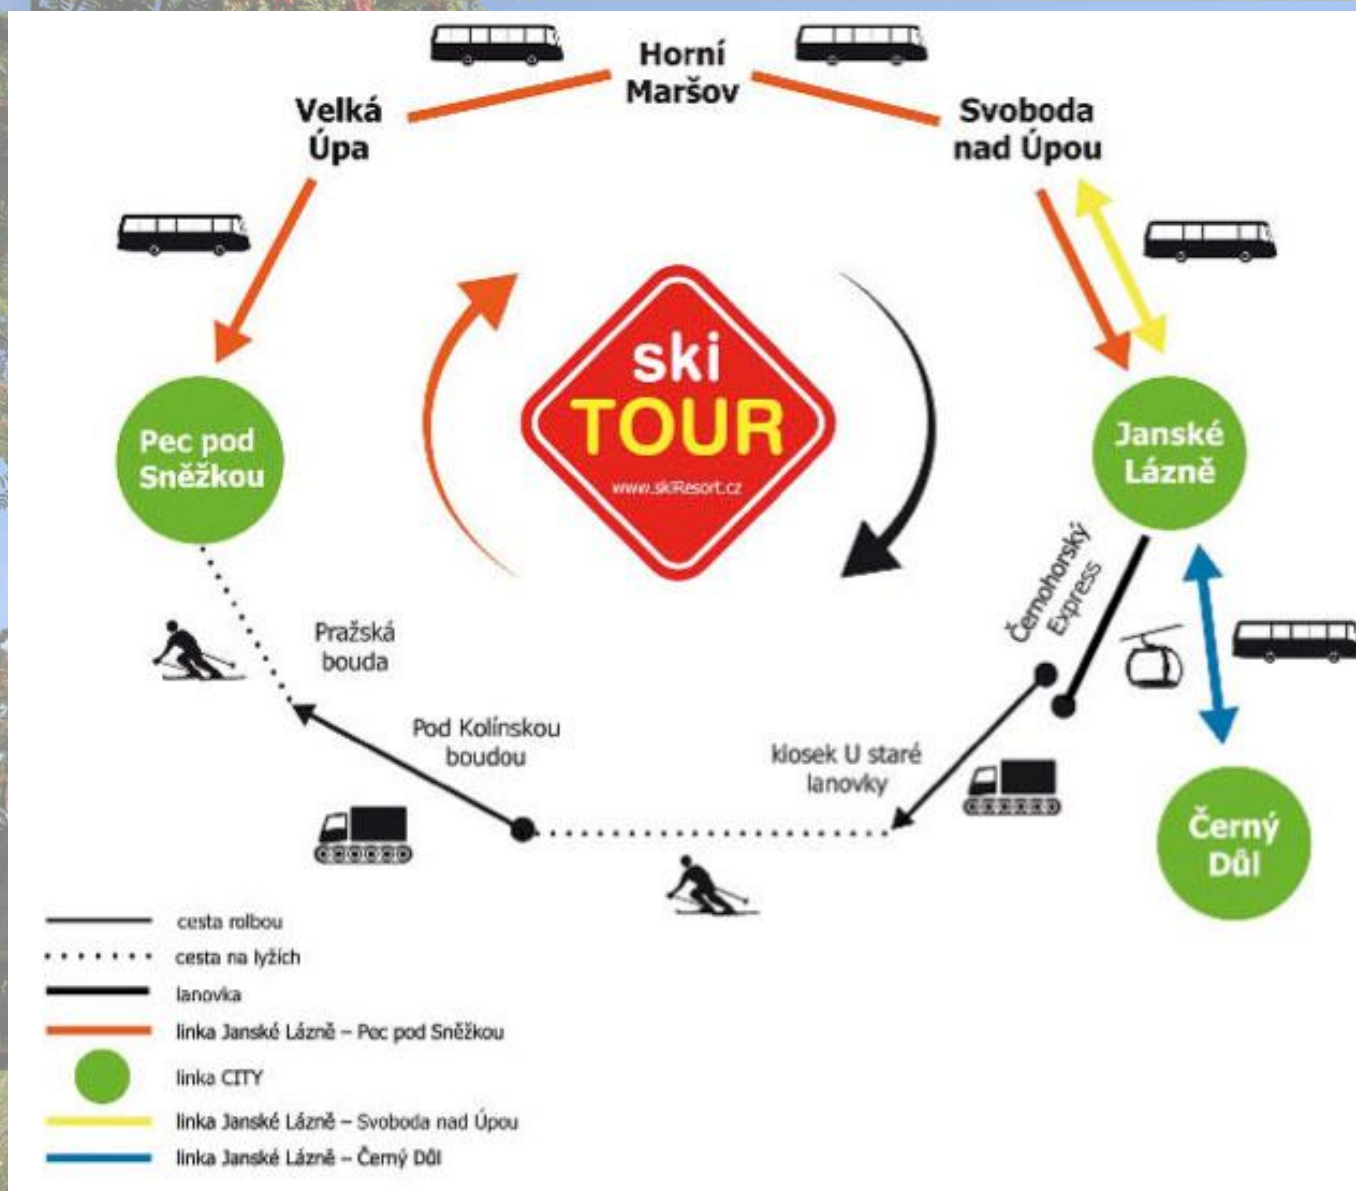 Horní
Maršov
Velká
Úpa
Svoboda
nad Úpou
ski
TOUR
www.skiResort.cz
Pec pod
Sněžkou
Janské
Lázně
Černohorský
Express
Pražská
bouda
Pod Kolínskou
boudou
kiosek U staré
lanovky
Černý
Důl
cesta rolbou
cesta na lyžích
lanovka
linka Janské Lázně – Pec pod Sněžkou
linka CITY
linka Janské Lázně – Svoboda nad Úpou
linka Janské Lázně – Černý Důl